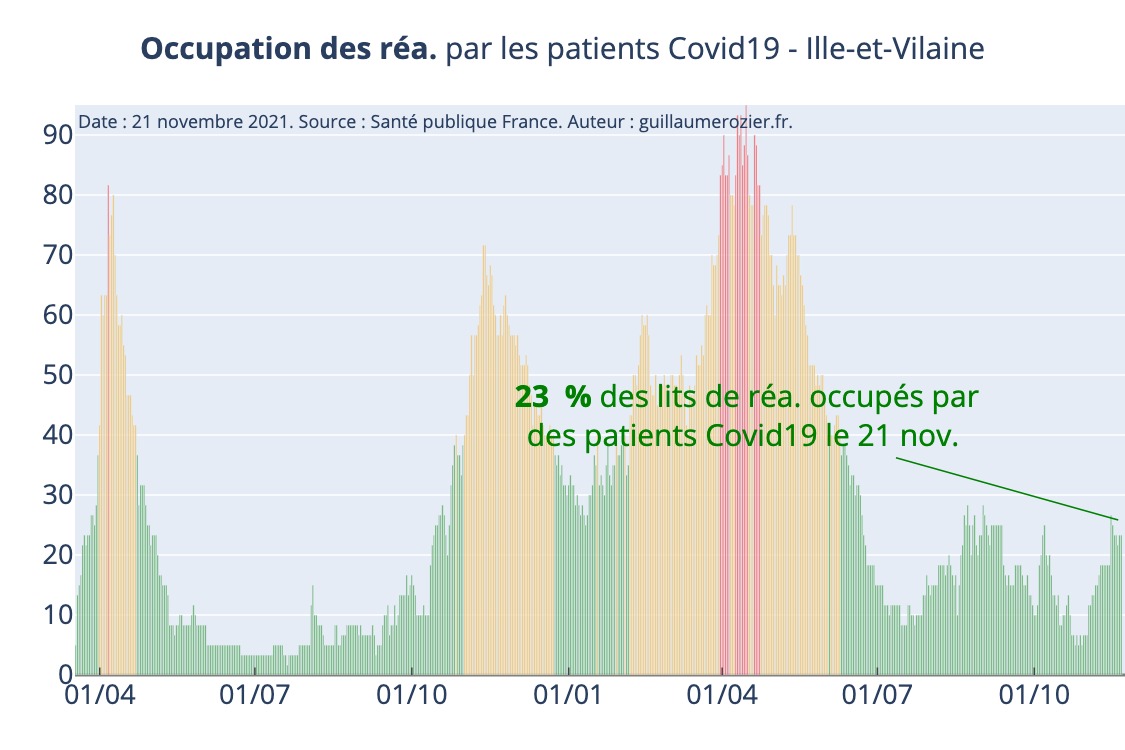 Occupation des réa. par les patients Covid19 - Ille-et-Vilaine
Date : 21 novembre 2021. Source : Santé publique France. Auteur : guillaumerozier.fr.
90
80
70
60
50
23  % des lits de réa. occupés par
des patients Covid19 le 21 nov.
40
30
20
10
0
01/04 01/07 01/10 01/01 01/04 01/07 01/10